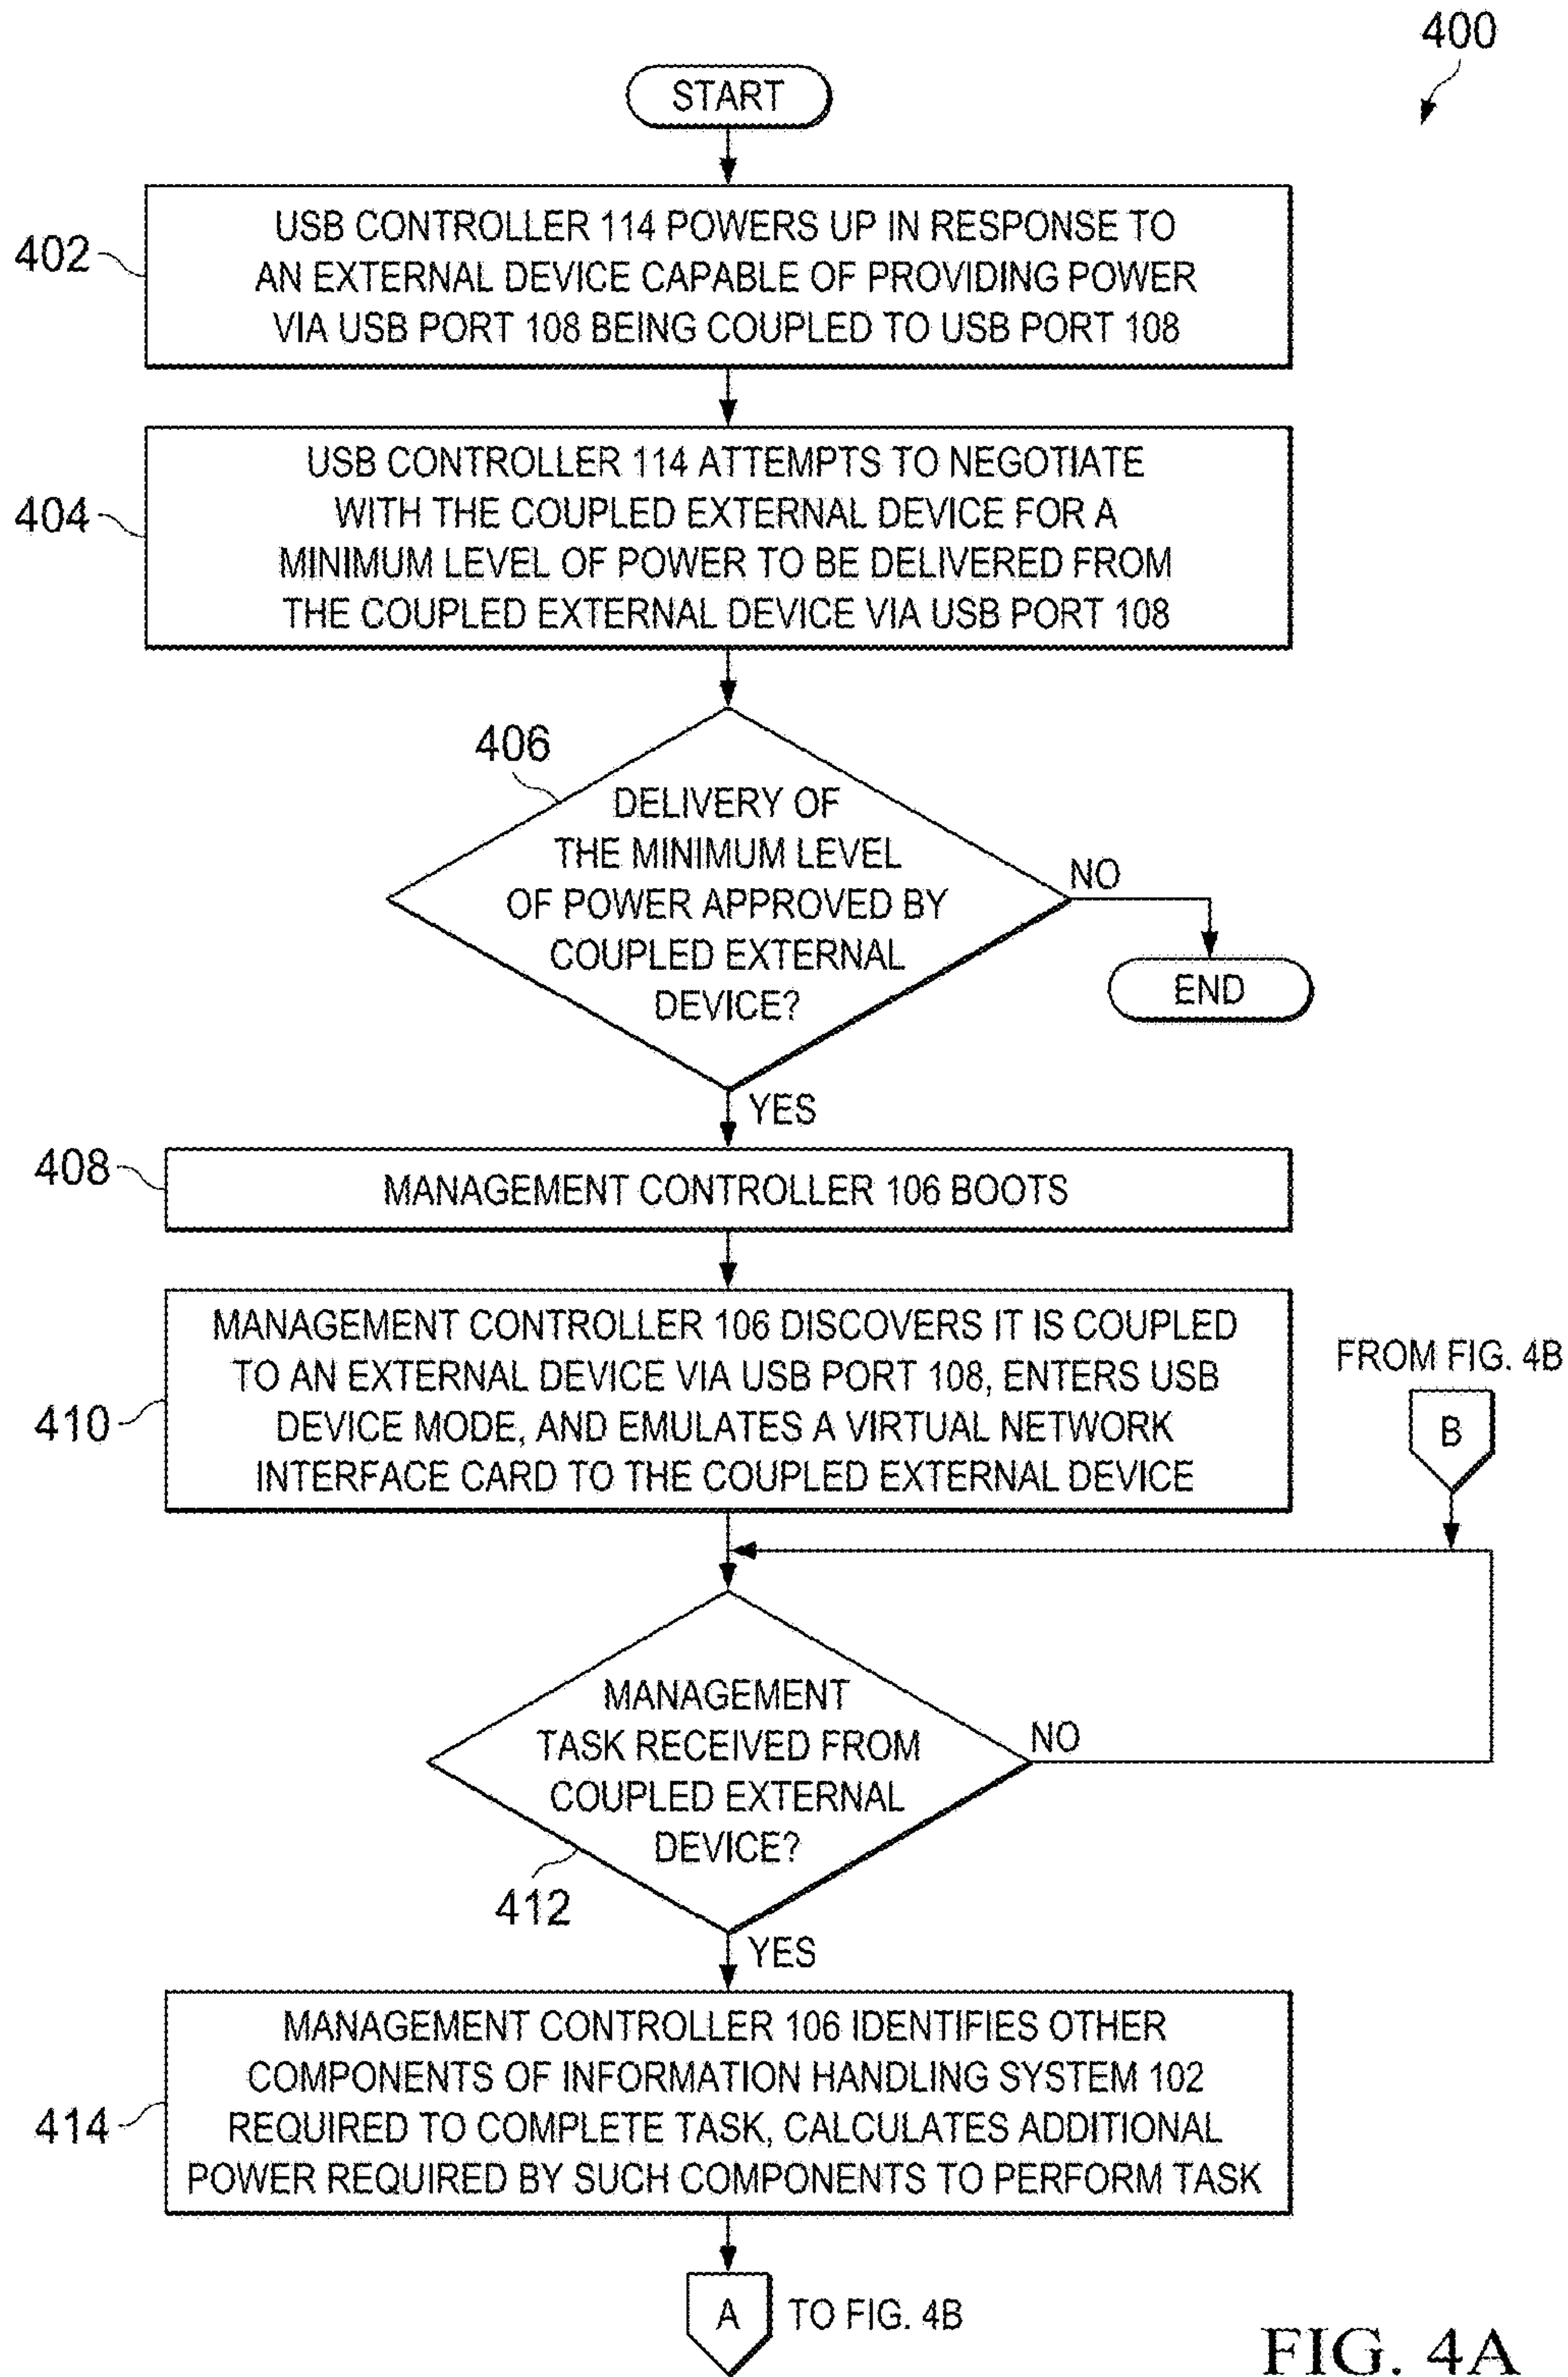 400
START
402
USB CONTROLLER 114 POWERS UP IN RESPONSE TO
AN EXTERNAL DEVICE CAPABLE OF PROVIDING POWER
VIA USB PORT 108 BEING COUPLED TO USB PORT 108
404
USB CONTROLLER 114 ATTEMPTS TO NEGOTIATE
WITH THE COUPLED EXTERNAL DEVICE FOR A
MINIMUM LEVEL OF POWER TO BE DELIVERED FROM
THE COUPLED EXTERNAL DEVICE VIA USB PORT 108
406
DELIVERY OF
THE MINIMUM LEVEL
OF POWER APPROVED BY
COUPLED EXTERNAL
DEVICE?
NO
END
YES
408
MANAGEMENT CONTROLLER 106 BOOTS
410
MANAGEMENT CONTROLLER 106 DISCOVERS IT IS COUPLED
TO AN EXTERNAL DEVICE VIA USB PORT 108, ENTERS USB
DEVICE MODE, AND EMULATES A VIRTUAL NETWORK
INTERFACE CARD TO THE COUPLED EXTERNAL DEVICE
FROM FIG. 4B
B
MANAGEMENT
TASK RECEIVED FROM
COUPLED EXTERNAL
DEVICE?
NO
412
YES
414
MANAGEMENT CONTROLLER 106 IDENTIFIES OTHER
COMPONENTS OF INFORMATION HANDLING SYSTEM 102
REQUIRED TO COMPLETE TASK, CALCULATES ADDITIONAL
POWER REQUIRED BY SUCH COMPONENTS TO PERFORM TASK
A
TO FIG. 4B
FIG. 4A